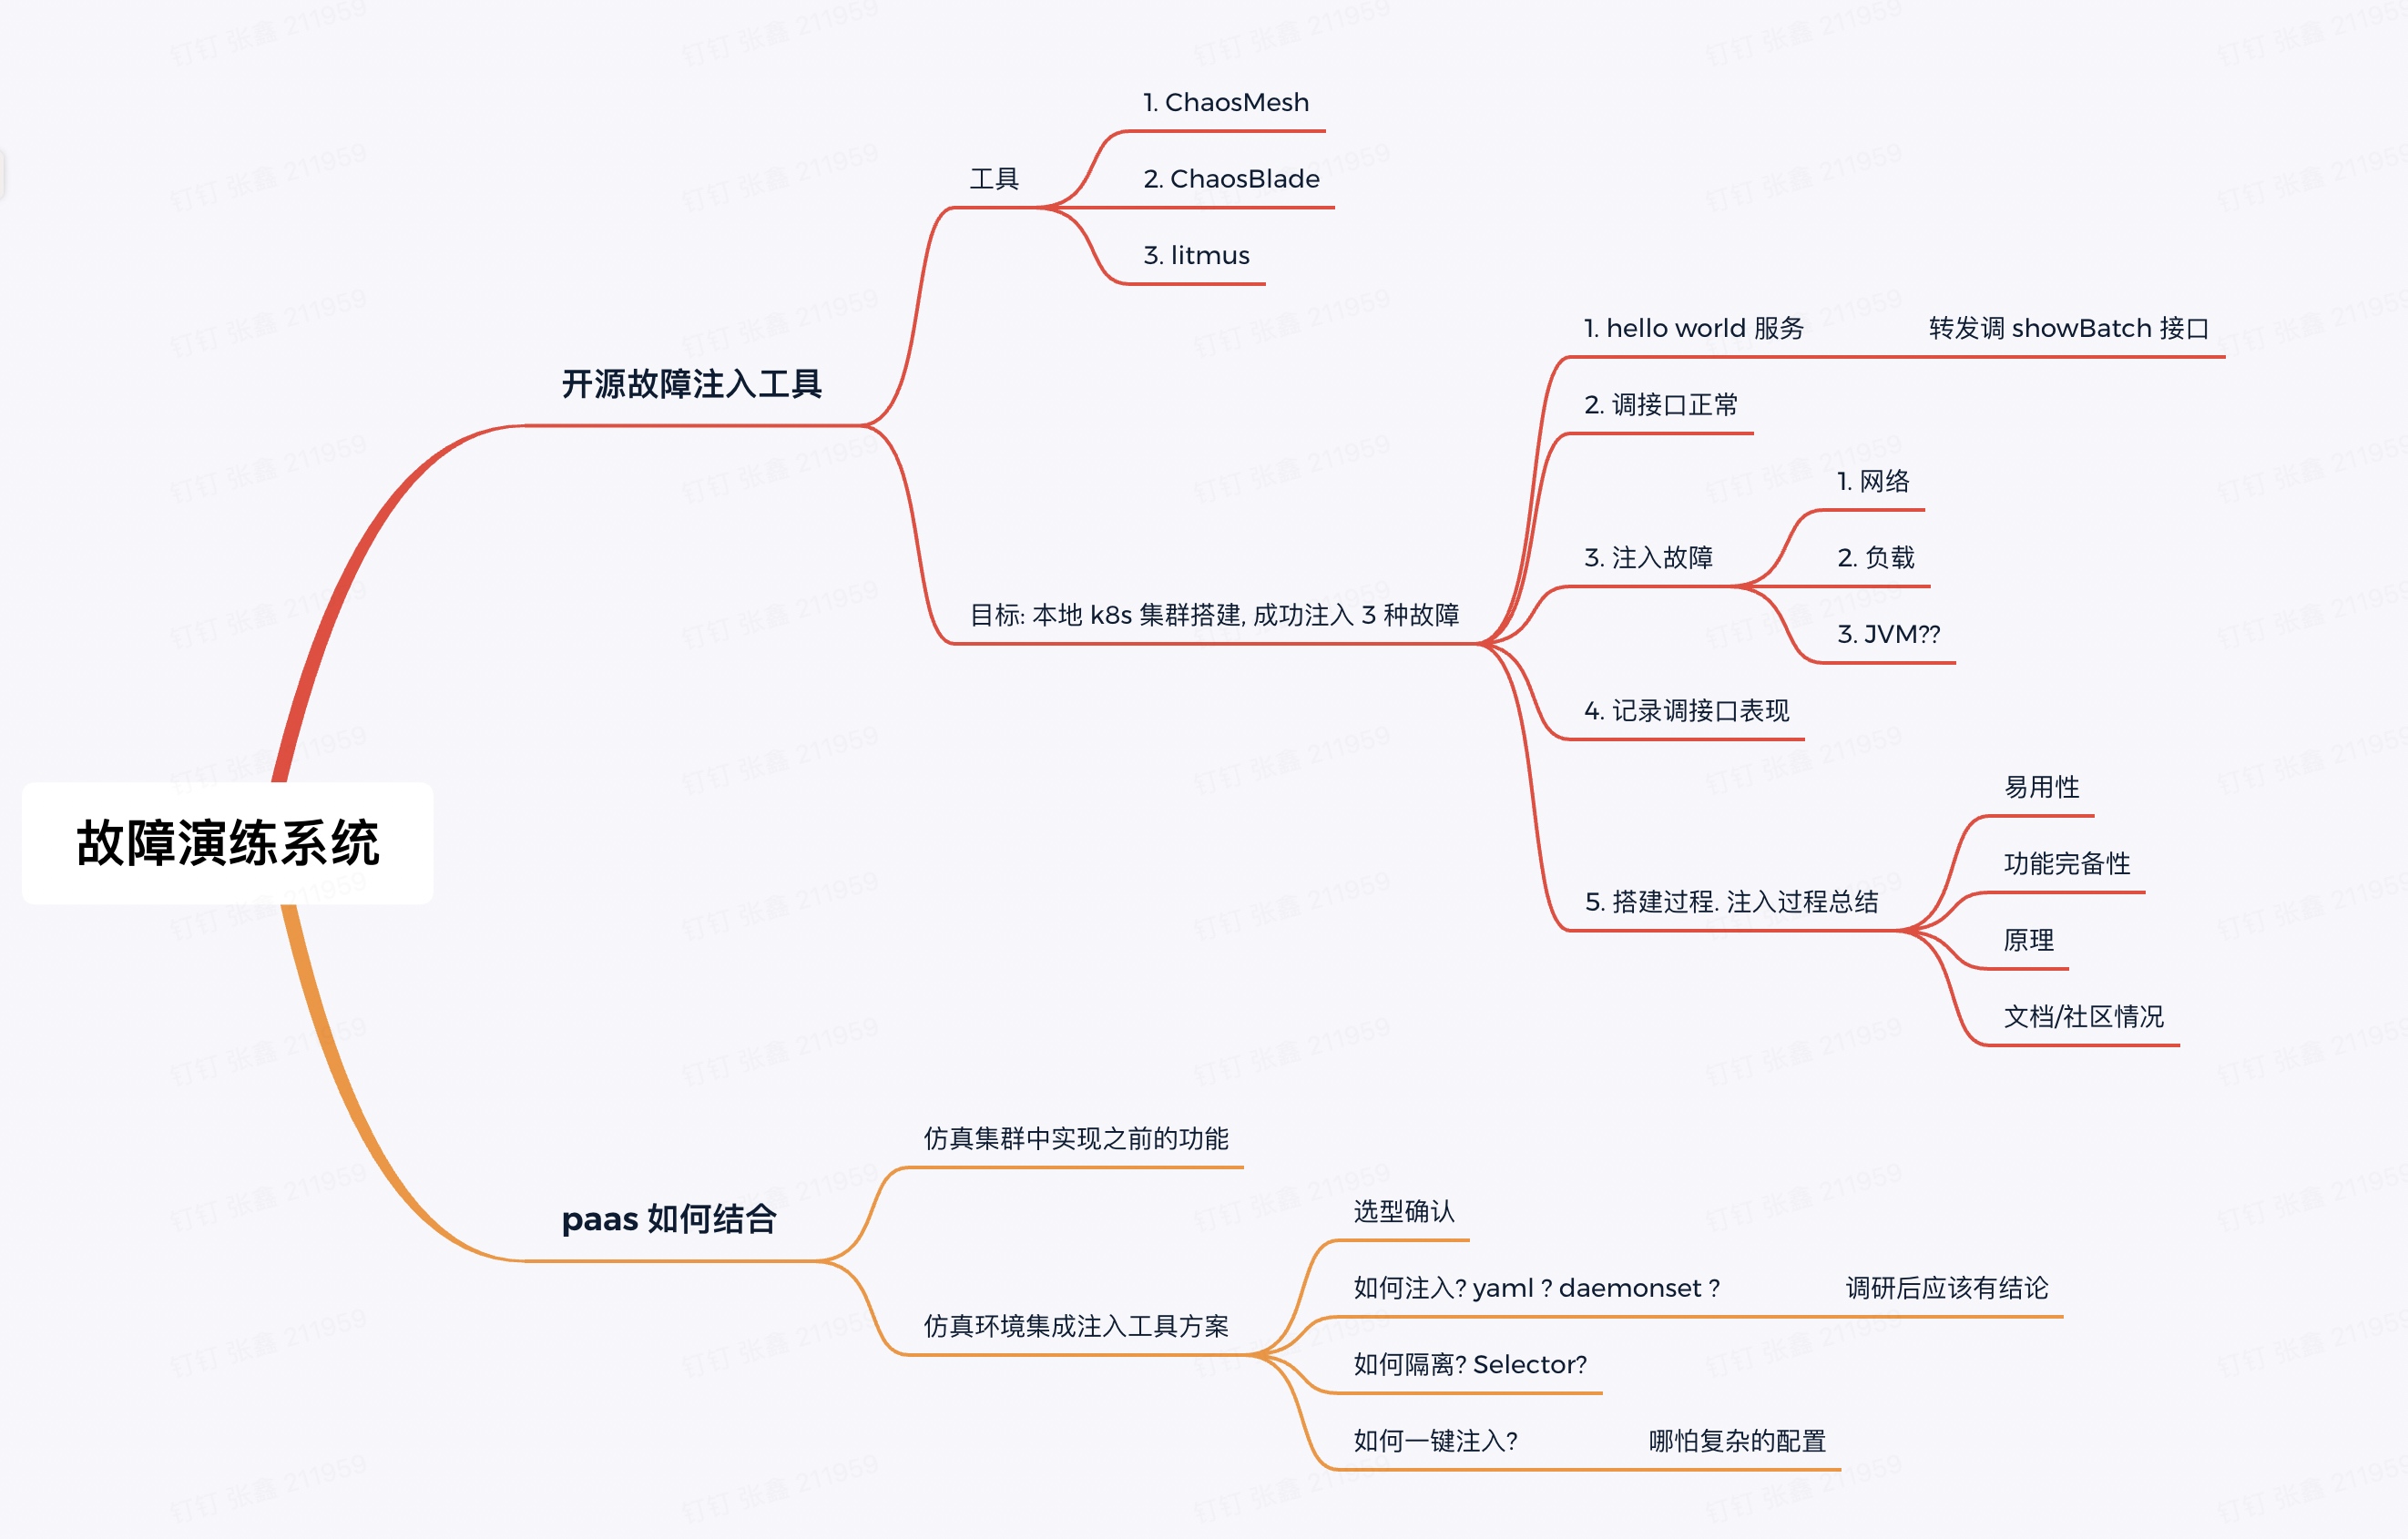 故障演练系统
开源故障注入工具
工具
1. ChaosMesh
2. ChaosBlade
3. litmus
目标: 本地 k8s 集群搭建, 成功注入 3 种故障
1. hello world 服务
转发调 showBatch 接口
2. 调接口正常
3. 注入故障
1. 网络
2. 负载
3. JVM??
4. 记录调接口表现
5. 搭建过程. 注入过程总结
易用性
功能完备性
原理
文档/社区情况
paas 如何结合
仿真集群中实现之前的功能
仿真环境集成注入工具方案
选型确认
如何注入? yaml ? daemonset ?
调研后应该有结论
如何隔离? Selector?
如何一键注入?
哪怕复杂的配置
钉钉 张鑫 211959